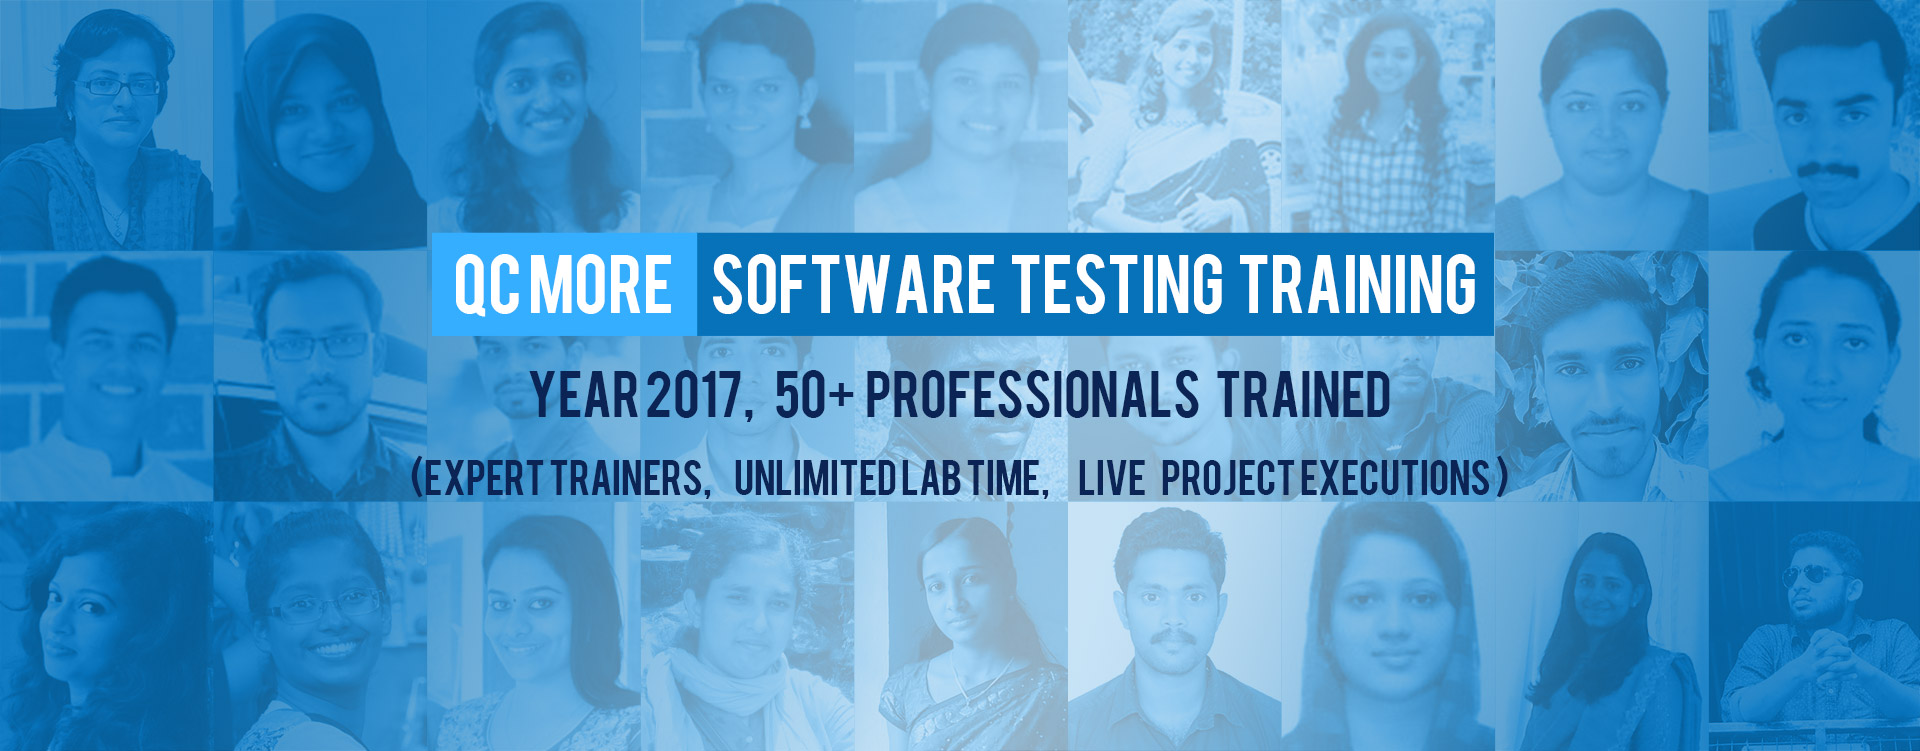 QC MORE SOFTWARE TESTING TRAINING
YEAR 2017, 50+ PROFESSIONALS TRAINED
(EXPERT TRAINERS, UNLIMITED LAB TIME, LIVE PROJECT EXECUTIONS)